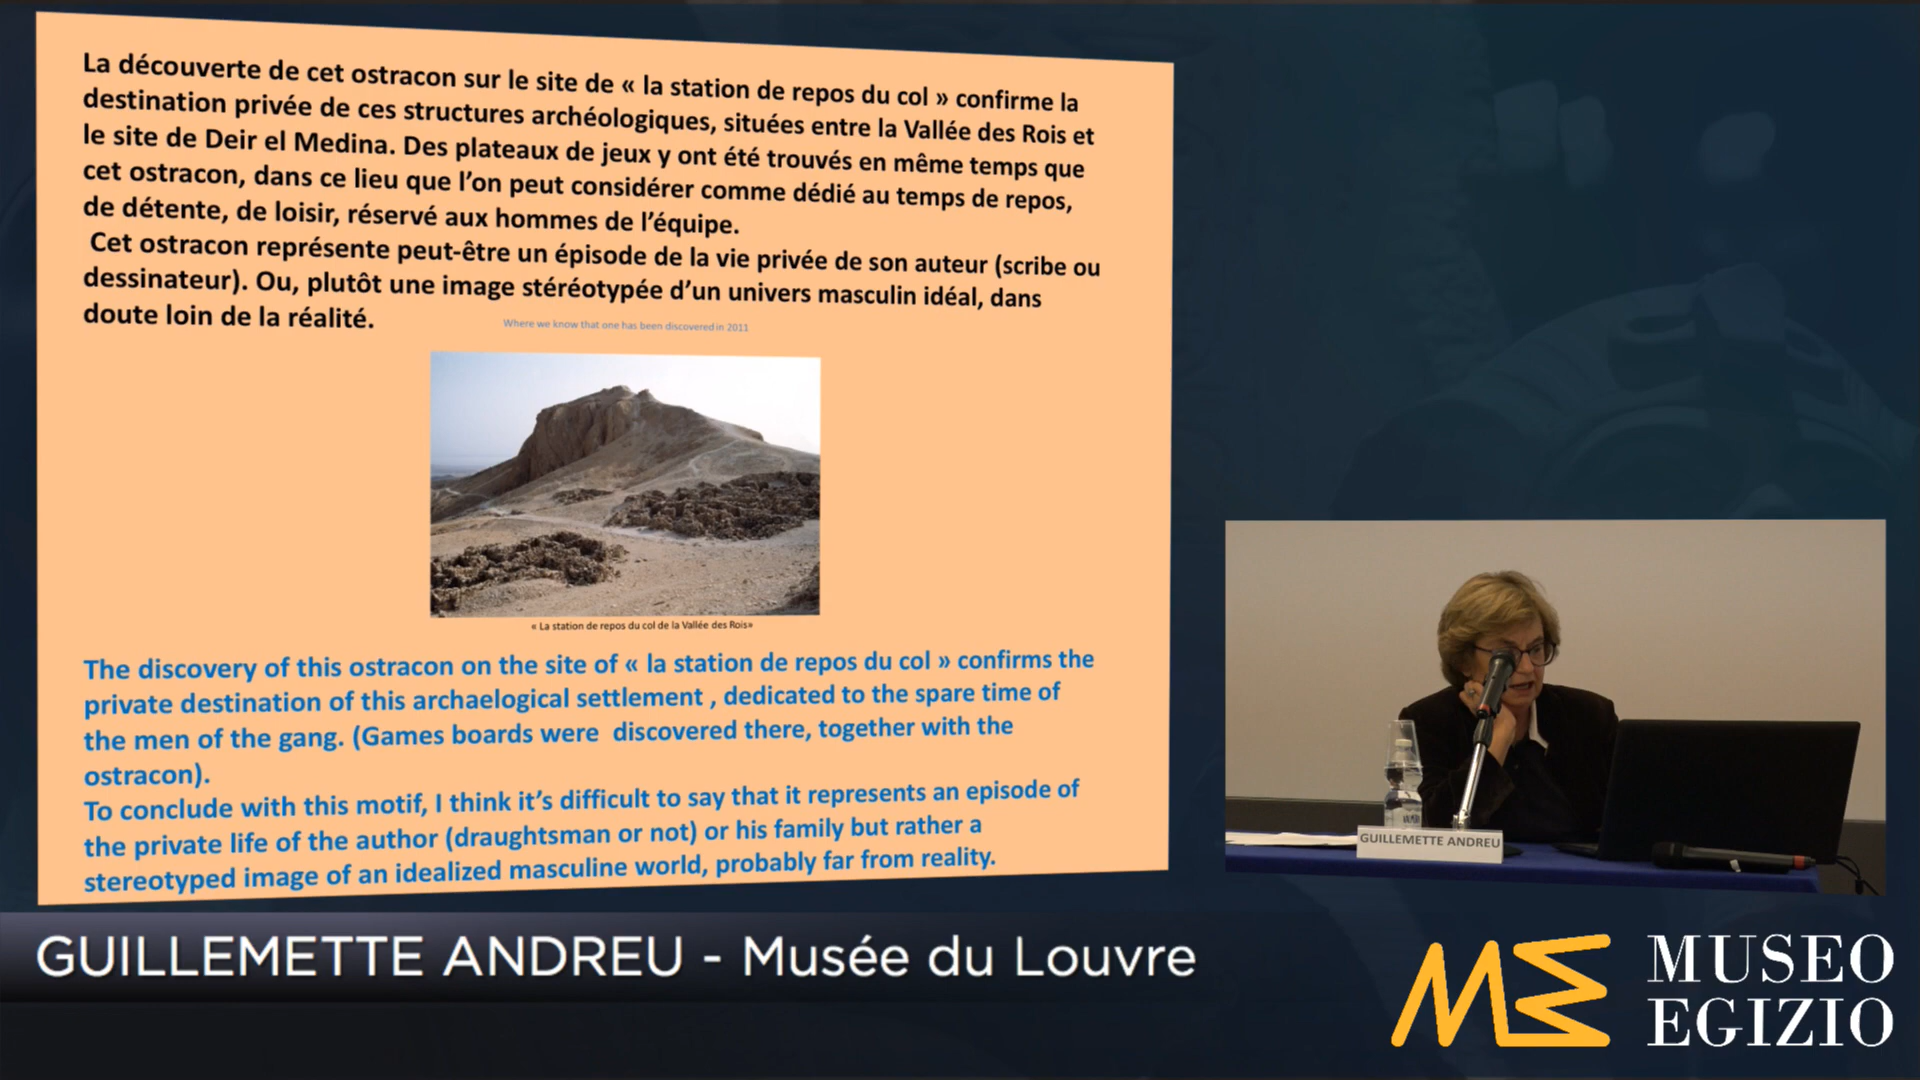 La découverte de cet ostracon sur le site de « la station de repos du col » confirme la
destination privée de ces structures archéologiques, situées entre la Vallée des Rois et
le site de Deir el Medina. Des plateaux de jeux y ont été trouvés en même temps que
cet ostracon, dans ce lieu que l’on peut considérer comme dédié au temps de repos,
de détente, de loisir, réservé aux hommes de l’équipe.
Cet ostracon représente peut-être un épisode de la vie privée de son auteur (scribe ou
dessinateur). Ou, plutôt une image stéréotypée d’un univers masculin idéal, dans
doute loin de la réalité.
Where we know that one has been discovered in 2011
« La station de repos du col de la Vallée des Rois»
The discovery of this ostracon on the site of « la station de repos du col » confirms the
private destination of this archaelogical settlement , dedicated to the spare time of
the men of the gang. (Games boards were discovered there, together with the
ostracon).
To conclude with this motif, I think it’s difficult to say that it represents an episode of
the private life of the author (draughtsman or not) or his family but rather a
stereotyped image of an idealized masculine world, probably far from reality.
GUILLEMETTE ANDREU
GUILLEMETTE ANDREU - Musée du Louvre
ME
MUSEO
EGIZIO